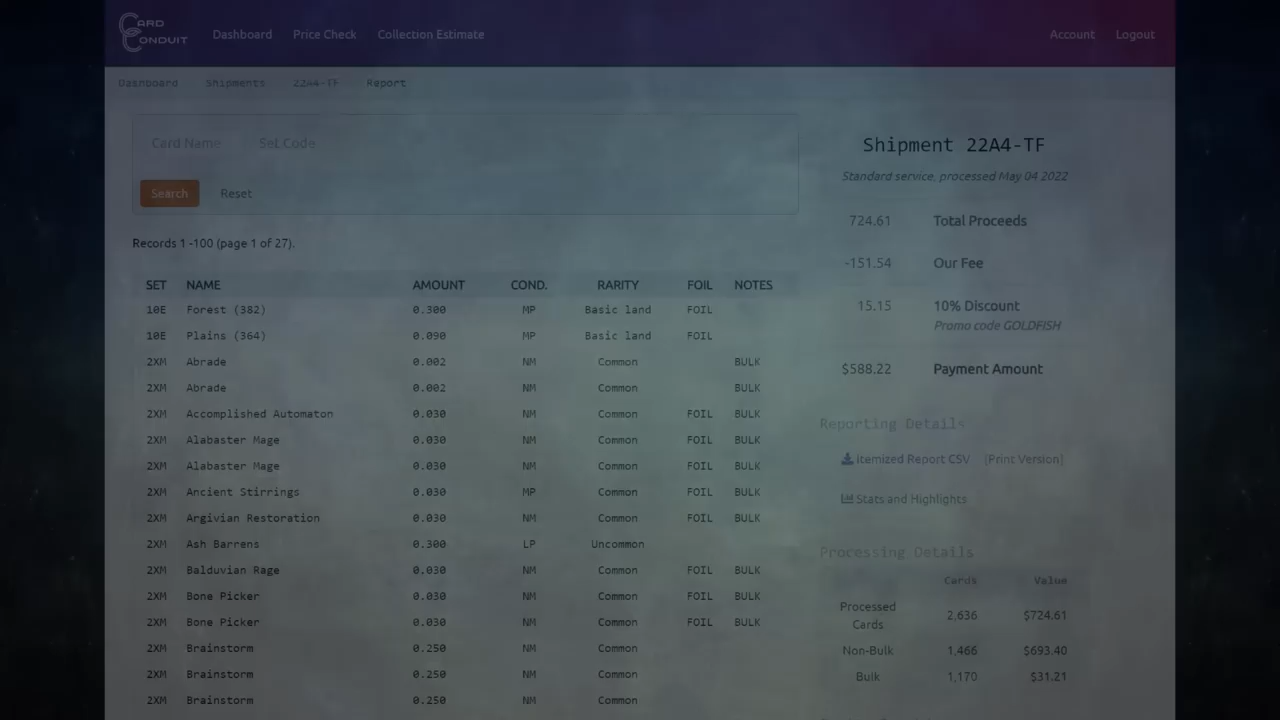 CARD CONDUIT
Dashboard Price Check Collection Estimate Account Logout
Dashboard Shipments 22A4-TF Report
Card Name Set Code
Search Reset
Records 1 -100 (page 1 of 27).
SET NAME AMOUNT COND. RARITY FOIL NOTES
10E Forest (382) 0.300 MP Basic land FOIL
10E Plains (364) 0.090 MP Basic land FOIL
2XM Abrade 0.002 NM Common BULK
2XM Abrade 0.002 NM Common BULK
2XM Accomplished Automaton 0.030 NM Common FOIL BULK
2XM Alabaster Mage 0.030 NM Common FOIL BULK
2XM Alabaster Mage 0.030 NM Common FOIL BULK
2XM Ancient Stirrings 0.030 MP Common FOIL BULK
2XM Argivian Restoration 0.030 NM Common FOIL BULK
2XM Ash Barrens 0.300 LP Uncommon
2XM Balduvian Rage 0.030 NM Common FOIL BULK
2XM Bone Picker 0.030 NM Common FOIL BULK
2XM Bone Picker 0.030 NM Common FOIL BULK
2XM Brainstorm 0.250 NM Common
2XM Brainstorm 0.250 NM Common
2XM Brainstorm 0.250 NM Common
Shipment 22A4-TF
Standard service, processed May 04 2022
724.61 Total Proceeds
-151.54 Our Fee
15.15 10% Discount
Promo code GOLDFISH
$588.22 Payment Amount
Reporting Details
Itemized Report CSV (Print Version)
Stats and Highlights
Processing Details
Cards Value
Processed Cards 2,636 $724.61
Non-Bulk 1,466 $693.40
Bulk 1,170 $31.21